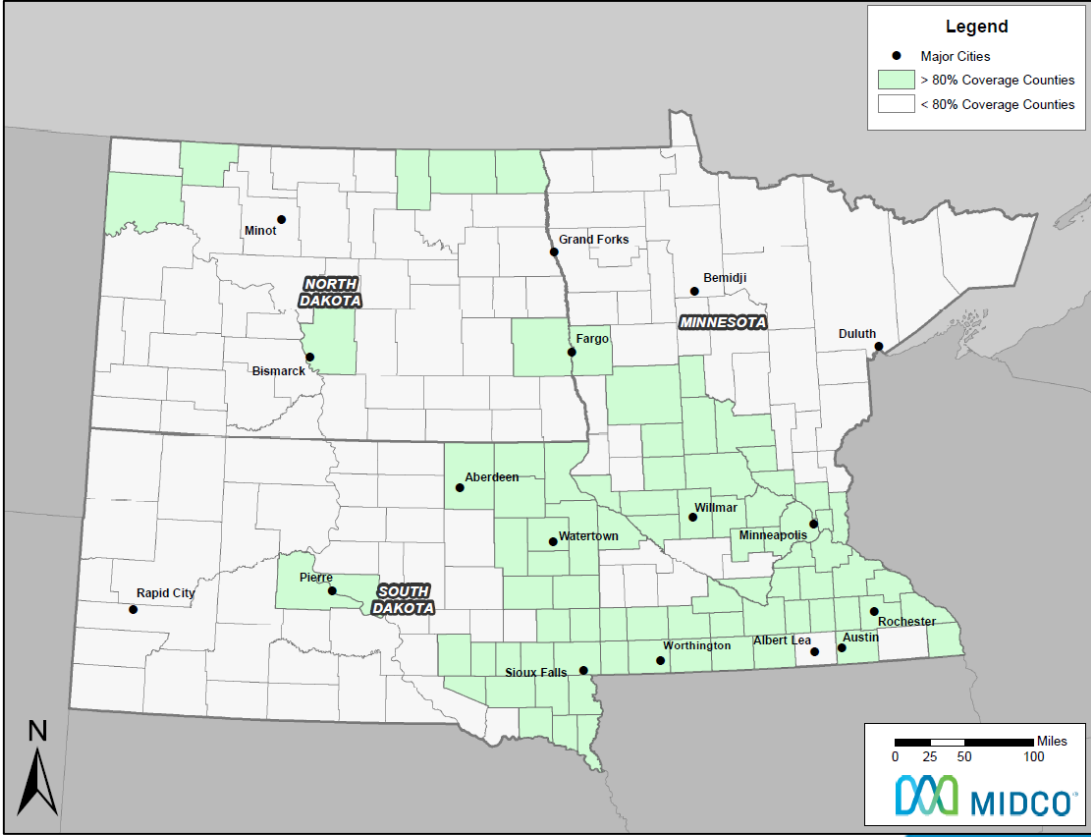 Legend
Major Cities
> 80% Coverage Counties
< 80% Coverage Counties
Minot
Grand Forks
Bemidji
NORTH
DAKOTA
MINNESOTA
Duluth
Fargo
Bismarck
Aberdeen
Willmar
Minneapolis
Watertown
Pierre
SOUTH
DAKOTA
Rapid City
Rochester
Albert Lea
Austin
Worthington
Sioux Falls
N
Miles
0 25 50 100
MIDCO